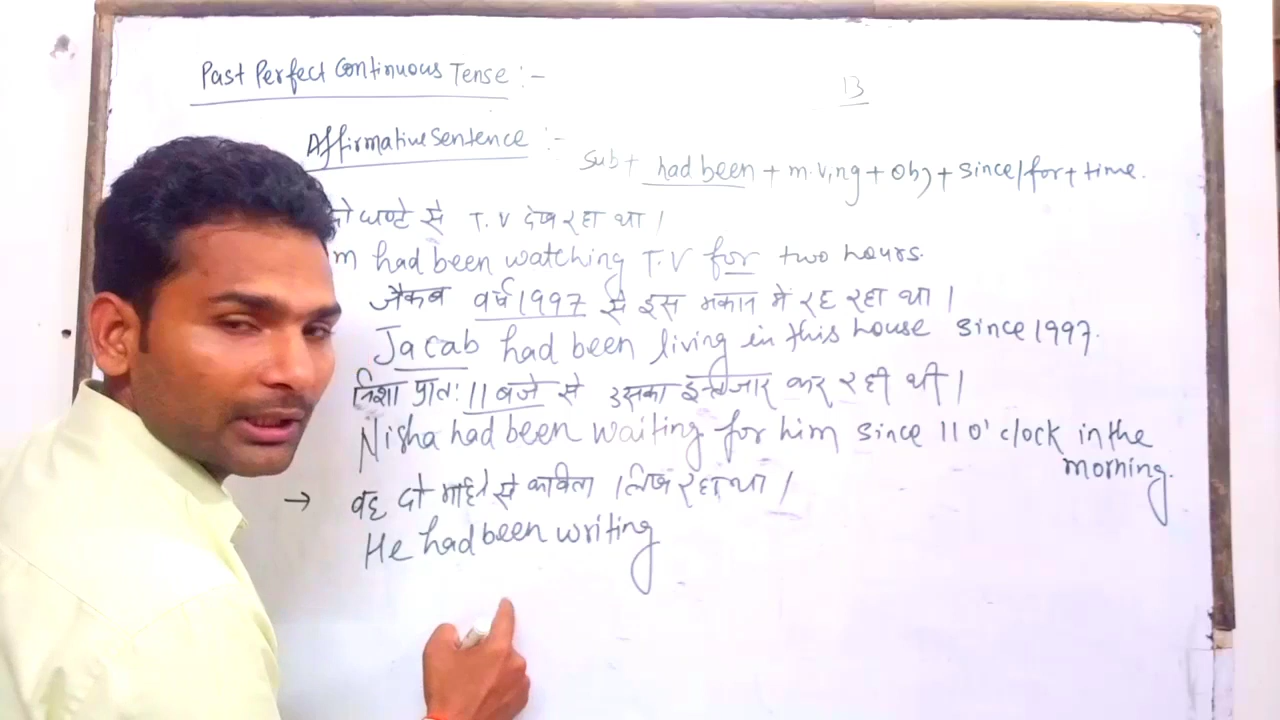 Past Perfect Continuous Tense :-
13
Affirmative Sentence :-
Sub + had been + m.v,ng + Obj + since/for + time.
दो घण्टे से T.V देख रहा था।
m had been watching T.V for two hours.
जैकब वर्ष 1997 से इस मकान में रह रहा था।
Jacab had been living in this house since 1997.
निशा प्रातः 11 बजे से उसका इन्तजार कर रही थी।
Nisha had been waiting for him since 11 o'clock in the
morning.
→ वह दो माह से कविता लिख रहा था।
He had been writing